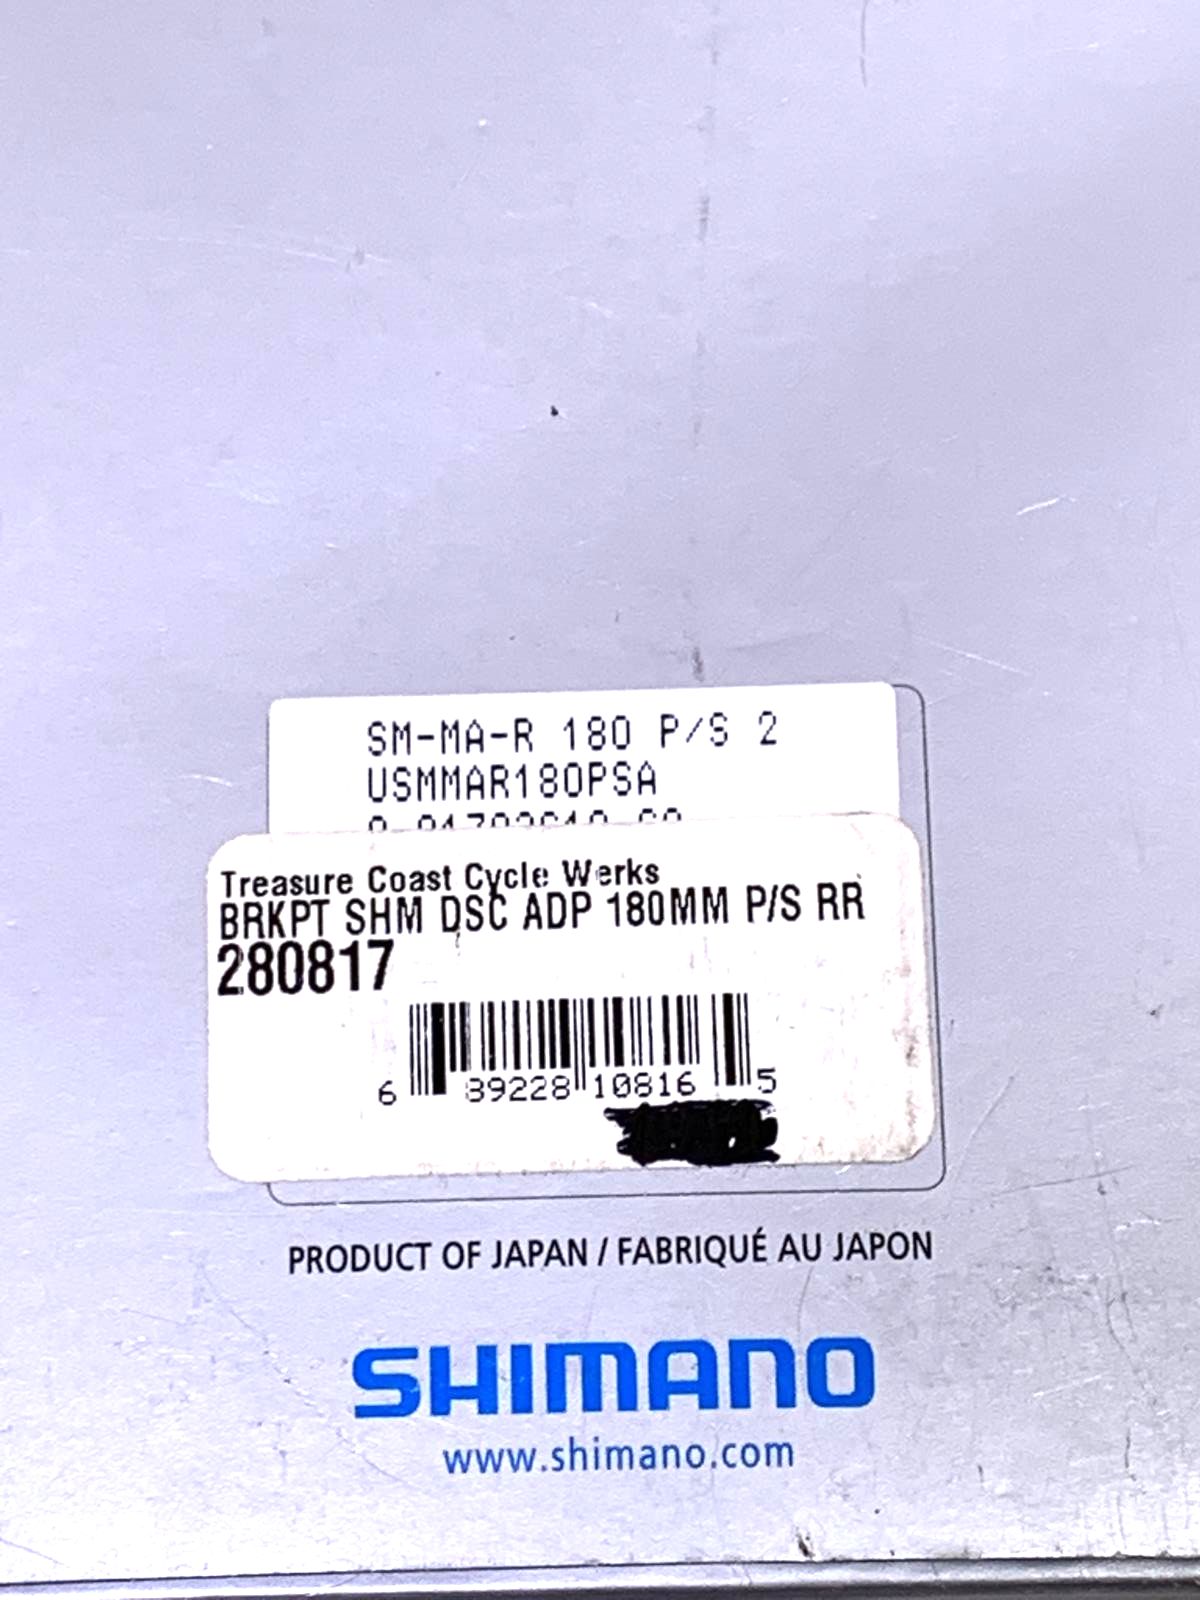 SM-MA-R 180 P/S 2
USMMAR180PSA
Treasure Coast Cycle Werks
BRKPT SHM DSC ADP 180MM P/S RR
280817
6 89228 10816 5
PRODUCT OF JAPAN / FABRIQUÉ AU JAPON
SHIMANO
www.shimano.com